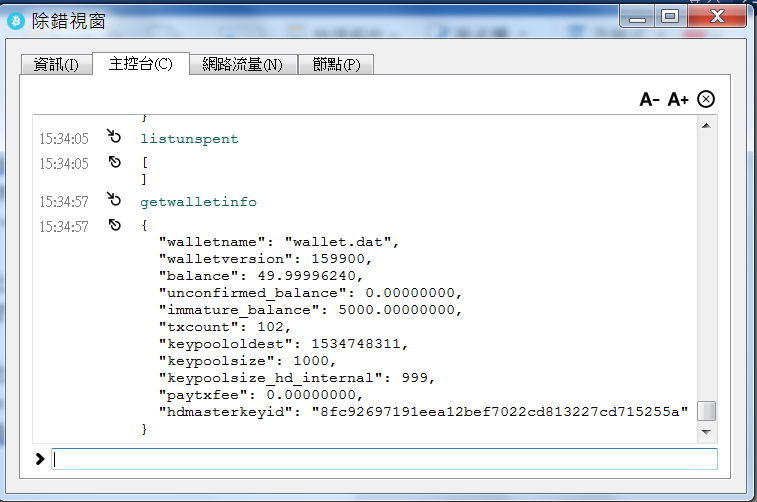 除錯視窗
資訊(I) 主控台(C) 網路流量(N) 節點(P)
A- A+
}
15:34:05 listunspent
15:34:05 [
]
15:34:57 getwalletinfo
15:34:57 {
"walletname": "wallet.dat",
"walletversion": 159900,
"balance": 49.99996240,
"unconfirmed_balance": 0.00000000,
"immature_balance": 5000.00000000,
"txcount": 102,
"keypoololdest": 1534748311,
"keypoolsize": 1000,
"keypoolsize_hd_internal": 999,
"paytxfee": 0.00000000,
"hdmasterkeyid": "8fc92697191eea12bef7022cd813227cd715255a"
}